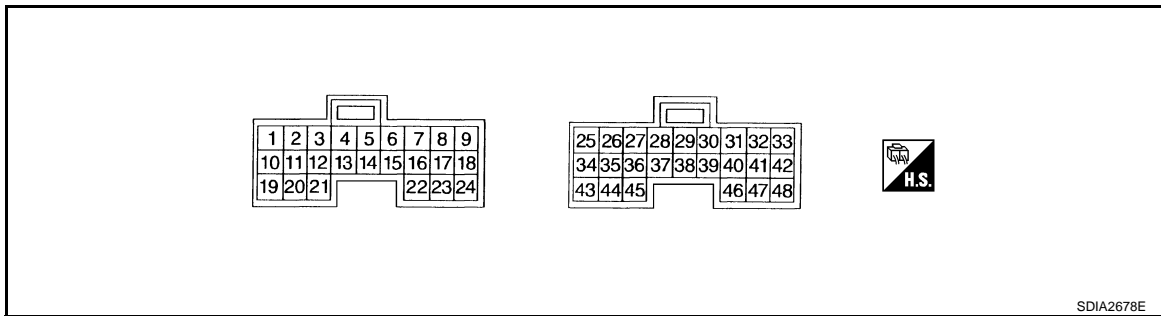 1 2 3 4 5 6 7 8 9
10 11 12 13 14 15 16 17 18
19 20 21 22 23 24
25 26 27 28 29 30 31 32 33
34 35 36 37 38 39 40 41 42
43 44 45 46 47 48
H.S.
SDIA2678E